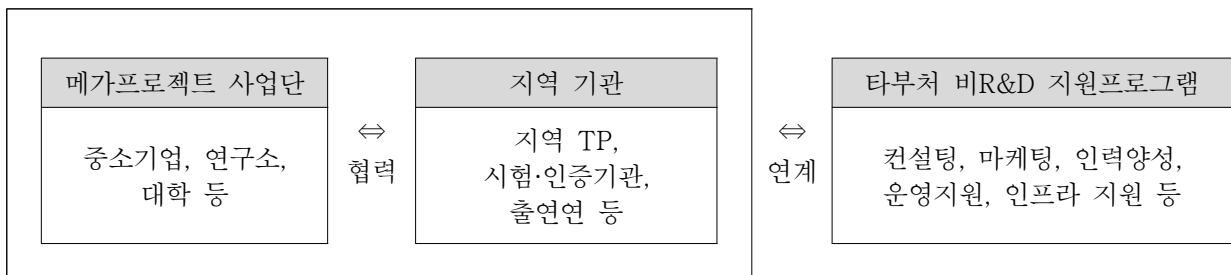 메가프로젝트 사업단
중소기업, 연구소,
대학 등
⇔
협력
지역 기관
지역 TP,
시험·인증기관,
출연연 등
⇔
연계
타부처 비R&D 지원프로그램
컨설팅, 마케팅, 인력양성,
운영지원, 인프라 지원 등